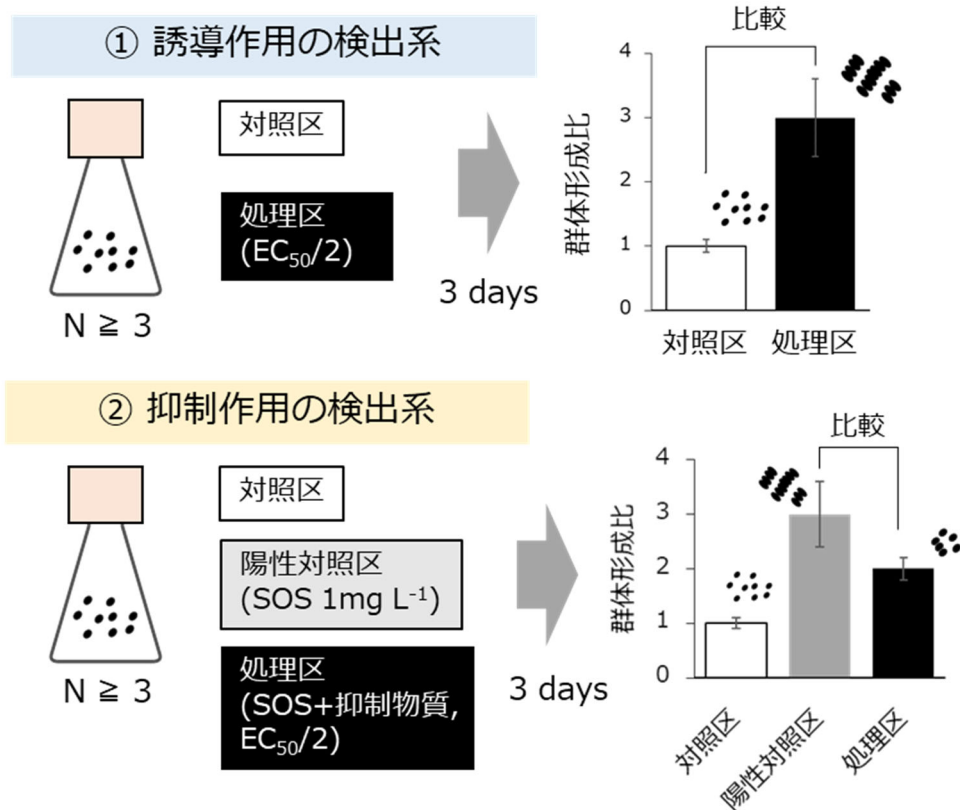 ① 誘導作用の検出系
対照区
処理区
(EC₅₀/2)
N ≧ 3
3 days
比較
群体形成比
4
3
2
1
0
対照区
処理区
② 抑制作用の検出系
対照区
陽性対照区
(SOS 1mg L⁻¹)
処理区
(SOS+抑制物質,
EC₅₀/2)
N ≧ 3
3 days
比較
群体形成比
4
3
2
1
0
対照区
陽性対照区
処理区